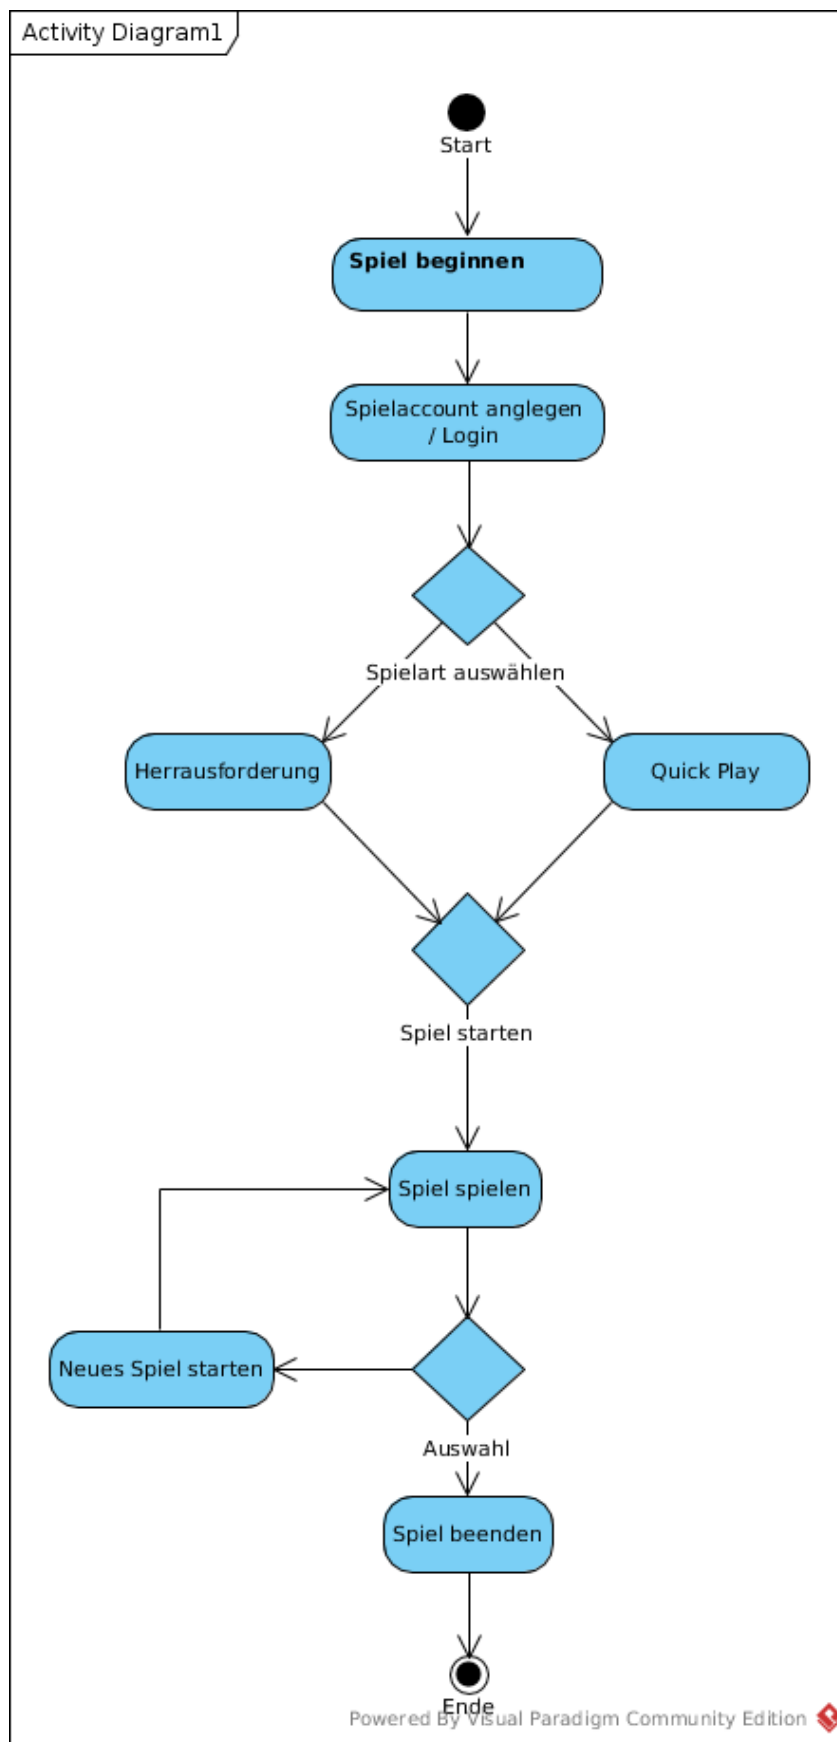 Activity Diagram1
Start
Spiel beginnen
Spielaccount anglegen
/ Login
Spielart auswählen
Herrausforderung
Quick Play
Spiel starten
Spiel spielen
Neues Spiel starten
Auswahl
Spiel beenden
Ende
Powered By Visual Paradigm Community Edition